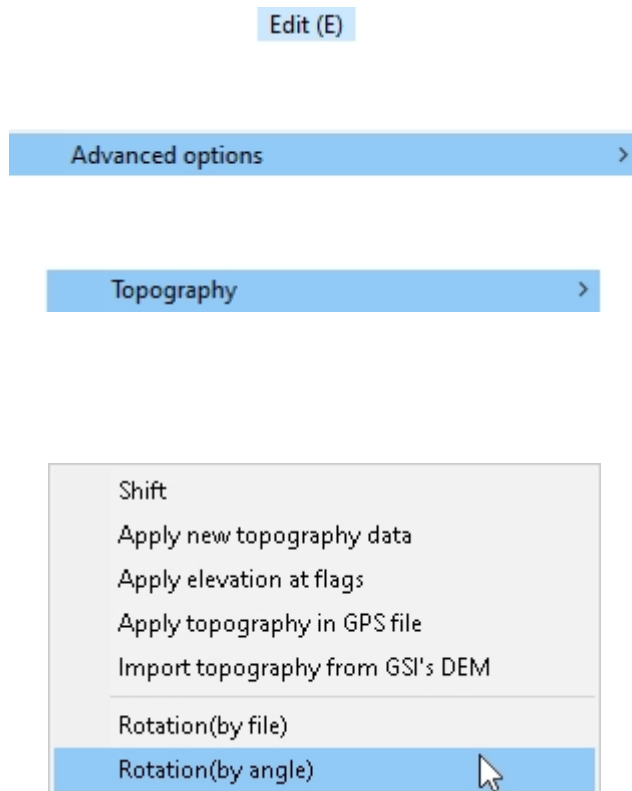 Edit (E)
Advanced options
Topography
Shift
Apply new topography data
Apply elevation at flags
Apply topography in GPS file
Import topography from GSI's DEM
Rotation(by file)
Rotation(by angle)